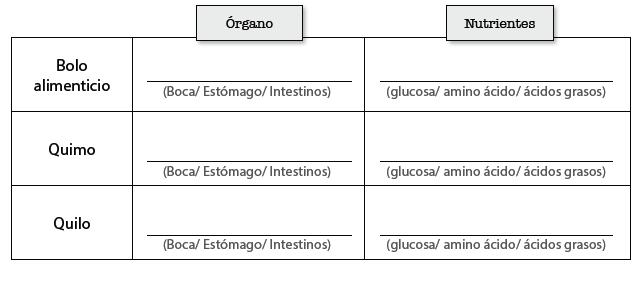 Órgano
Nutrientes
Bolo
alimenticio
(Boca/ Estómago/ Intestinos)
(glucosa/ amino ácido/ ácidos grasos)
Quimo
(Boca/ Estómago/ Intestinos)
(glucosa/ amino ácido/ ácidos grasos)
Quilo
(Boca/ Estómago/ Intestinos)
(glucosa/ amino ácido/ ácidos grasos)